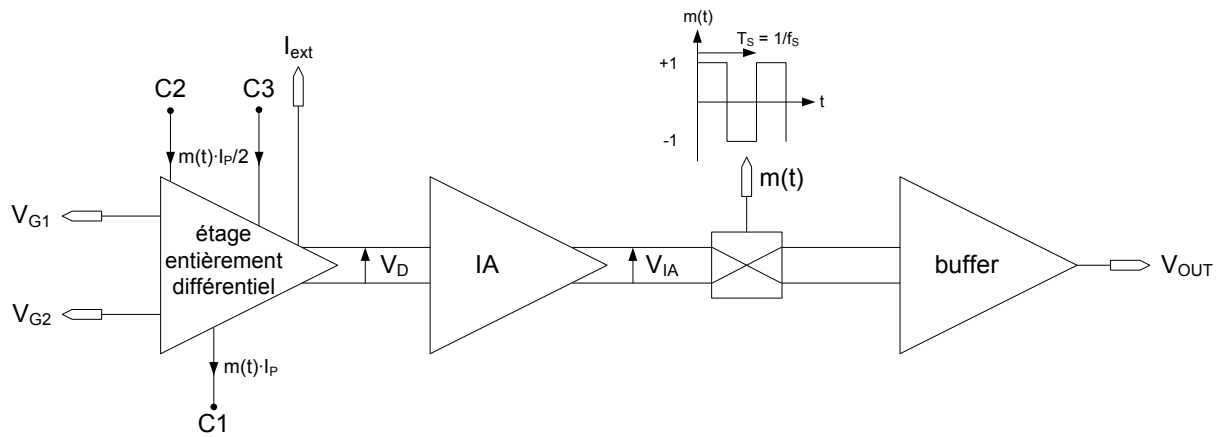 m(t)
T_S = 1/f_S
+1
t
-1
I_ext
C2
C3
m(t)·I_P/2
m(t)
V_G1
étage
entièrement
différentiel
V_D
IA
V_IA
buffer
V_OUT
V_G2
m(t)·I_P
C1